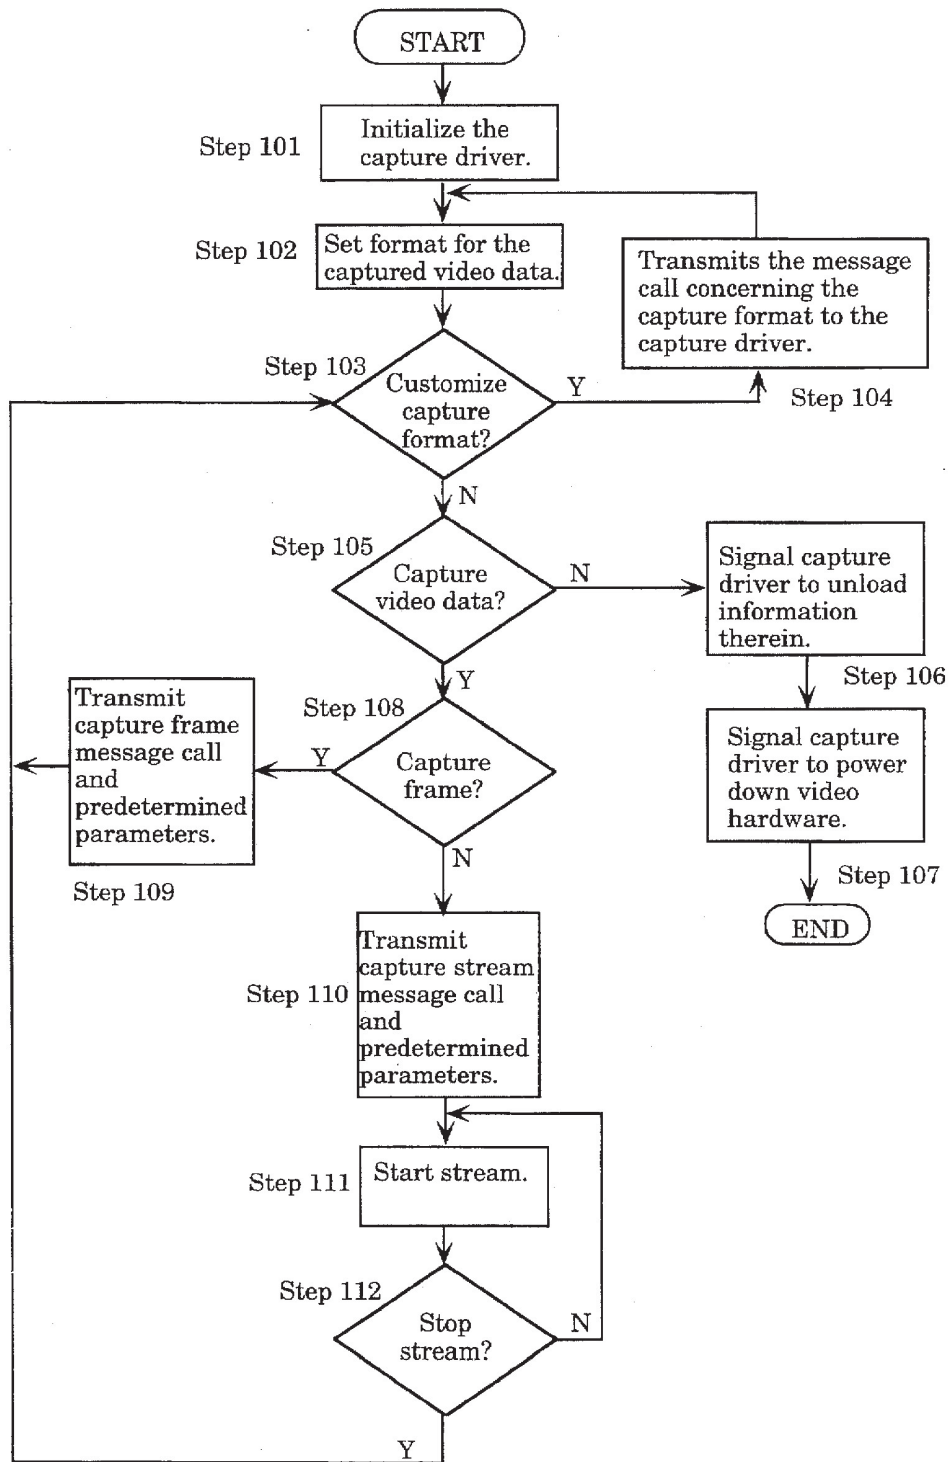 START
Step 101
Initialize the
capture driver.
Step 102
Set format for the
captured video data.
Transmits the message
call concerning the
capture format to the
capture driver.
Step 104
Step 103
Customize
capture
format?
Y
N
Step 105
Capture
video data?
N
Signal capture
driver to unload
information
therein.
Step 106
Y
Step 108
Capture
frame?
Y
Transmit
capture frame
message call
and
predetermined
parameters.
Step 109
Signal capture
driver to power
down video
hardware.
Step 107
END
N
Step 110
Transmit
capture stream
message call
and
predetermined
parameters.
Step 111
Start stream.
Step 112
Stop
stream?
N
Y